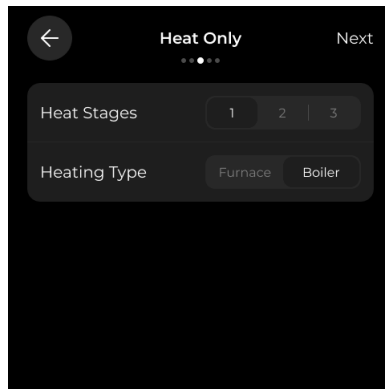 Heat Only Next
Heat Stages 1 2 3
Heating Type Furnace Boiler